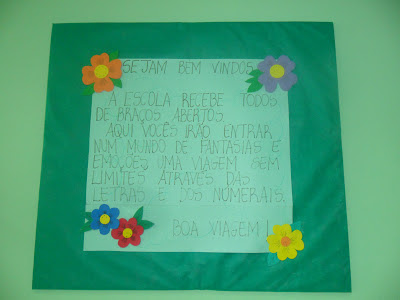 SEJAM BEM VINDOS
A ESCOLA RECEBE TODOS
DE BRAÇOS ABERTOS.
AQUI VOCÊS IRÃO ENTRAR
NUM MUNDO DE FANTASIAS E
EMOÇÕES, UMA VIAGEM SEM
LIMITES ATRAVÉS DAS
LETRAS E DOS NUMERAIS.
BOA VIAGEM!